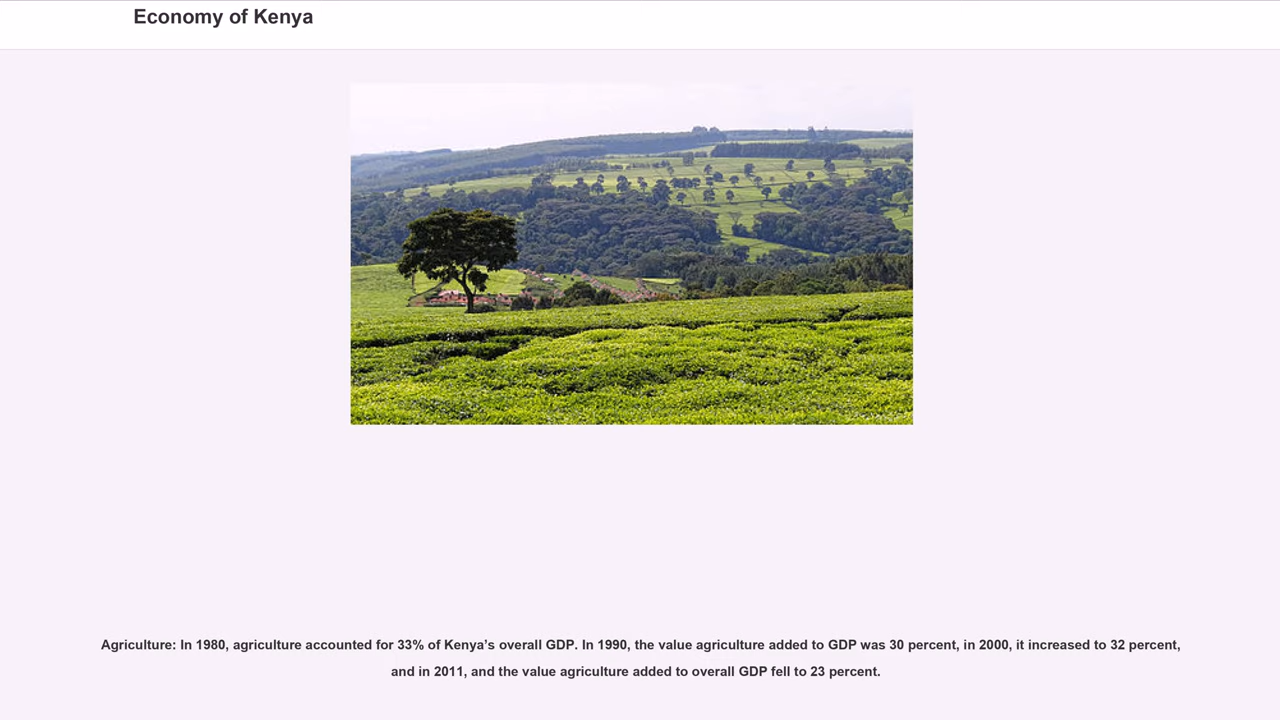 Economy of Kenya
Agriculture: In 1980, agriculture accounted for 33% of Kenya’s overall GDP. In 1990, the value agriculture added to GDP was 30 percent, in 2000, it increased to 32 percent,
and in 2011, and the value agriculture added to overall GDP fell to 23 percent.